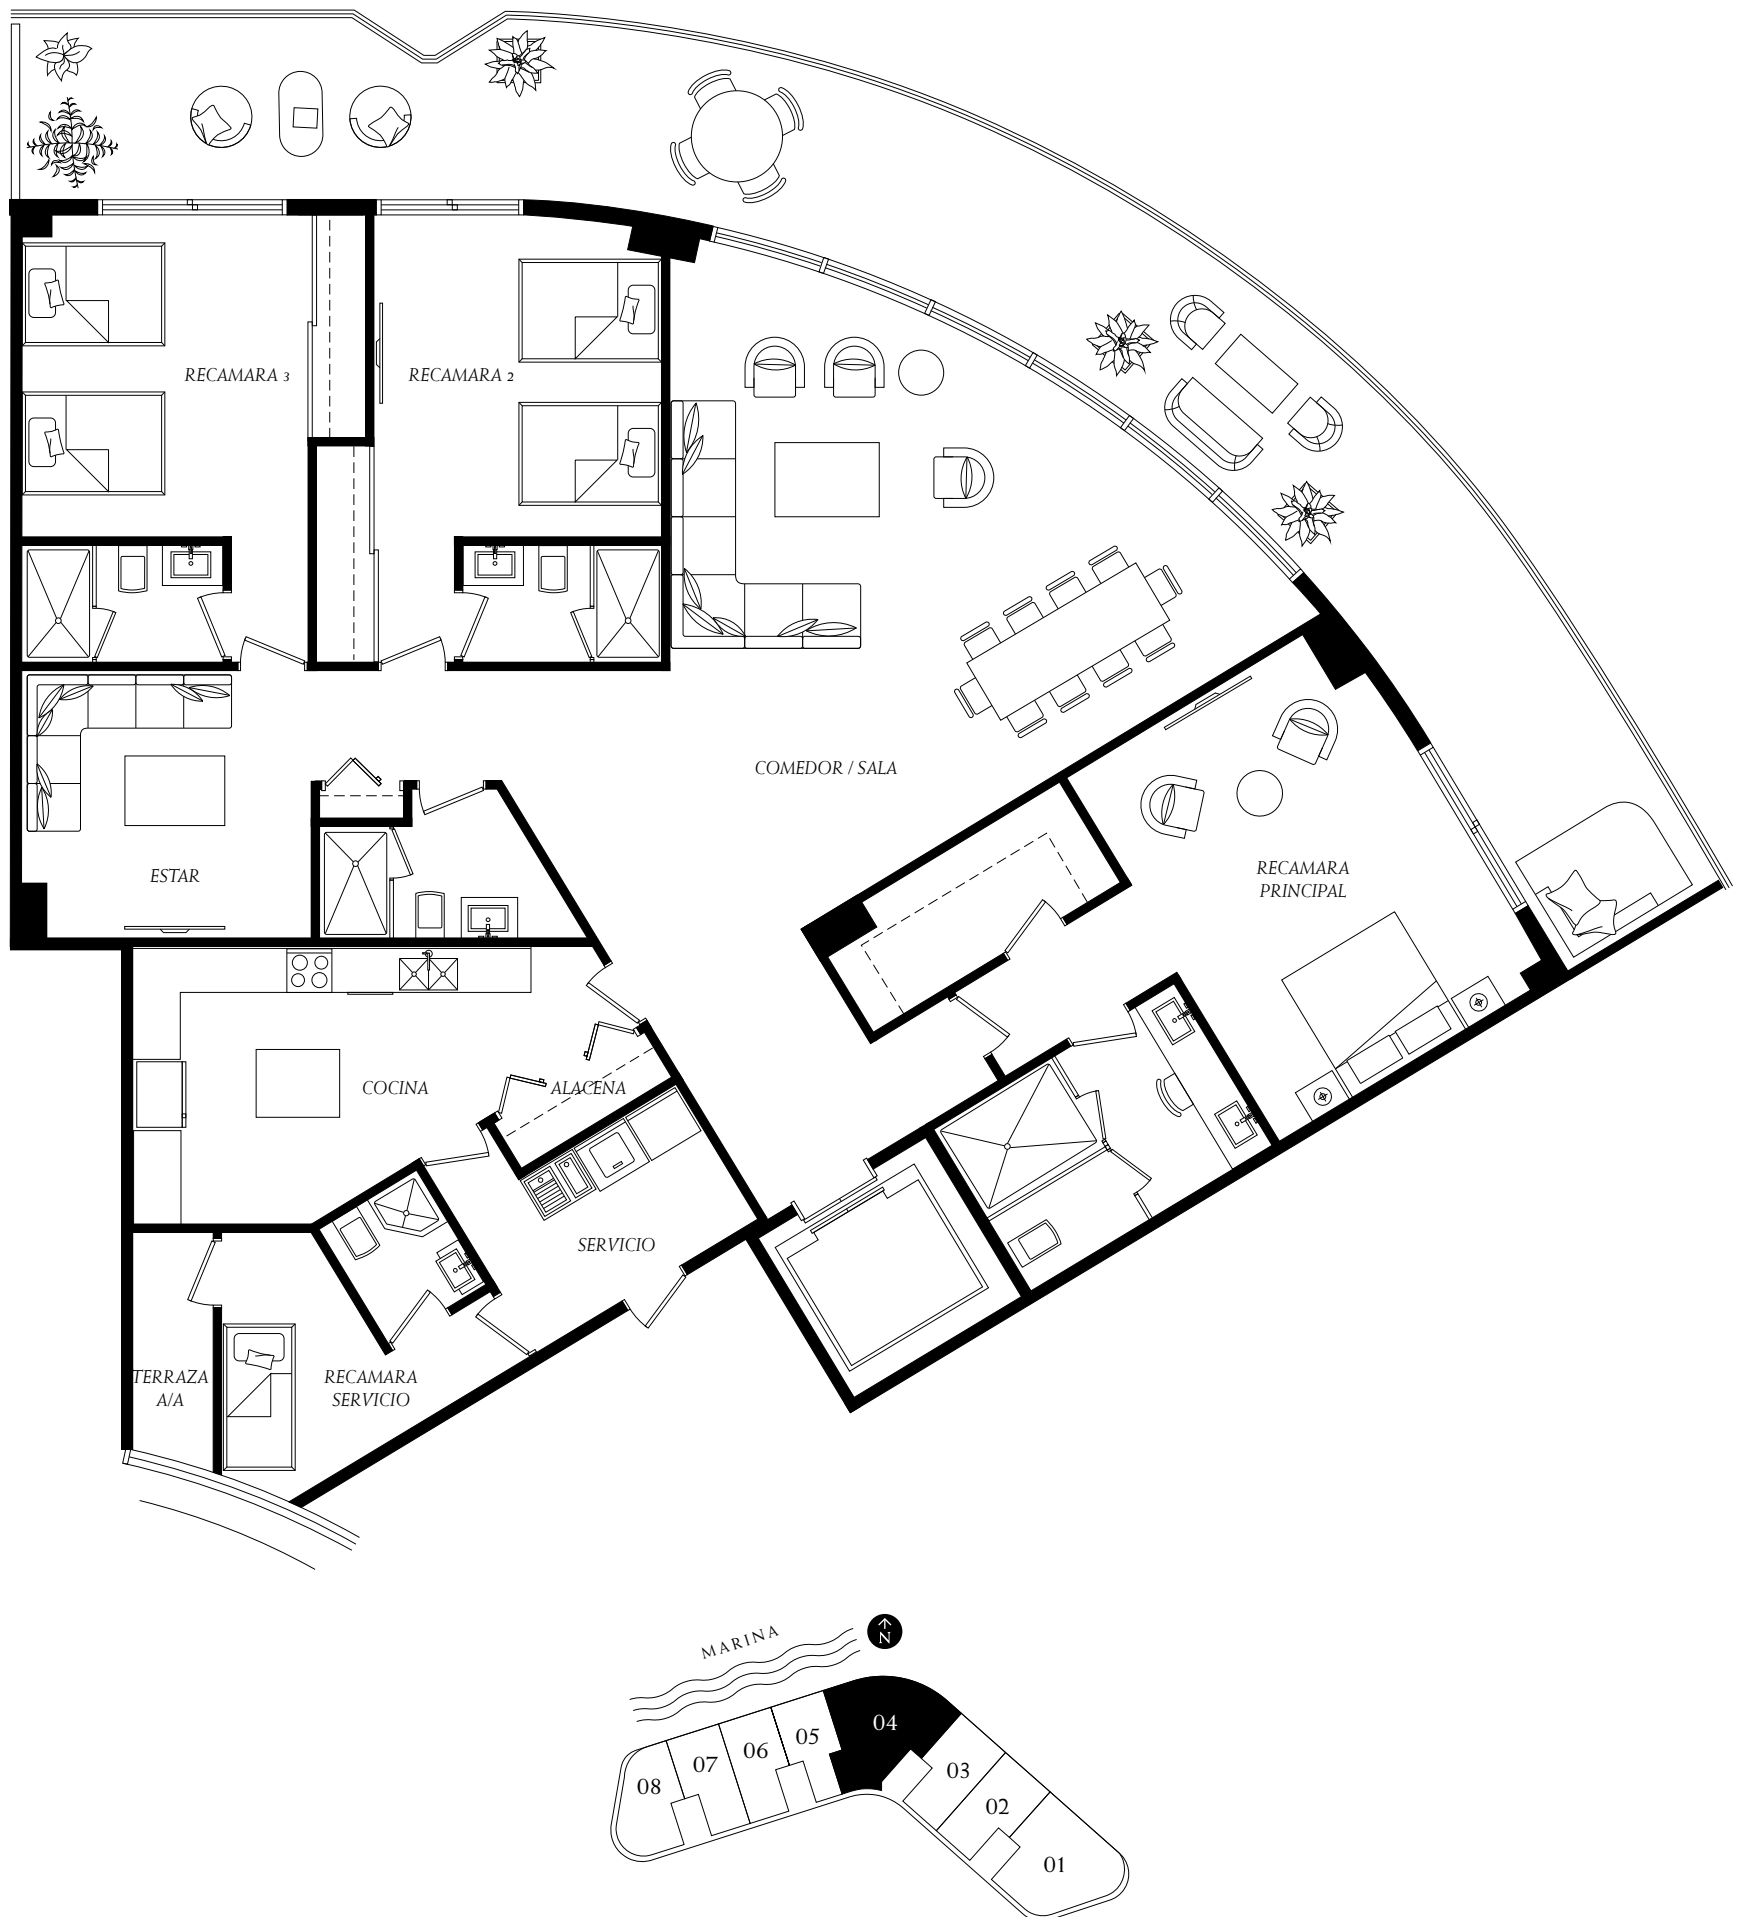 RECAMARA 3
RECAMARA 2
COMEDOR / SALA
ESTAR
RECAMARA
PRINCIPAL
COCINA
ALACENA
SERVICIO
TERRAZA
A/A
RECAMARA
SERVICIO
MARINA
N
04
05
06
07
08
03
02
01